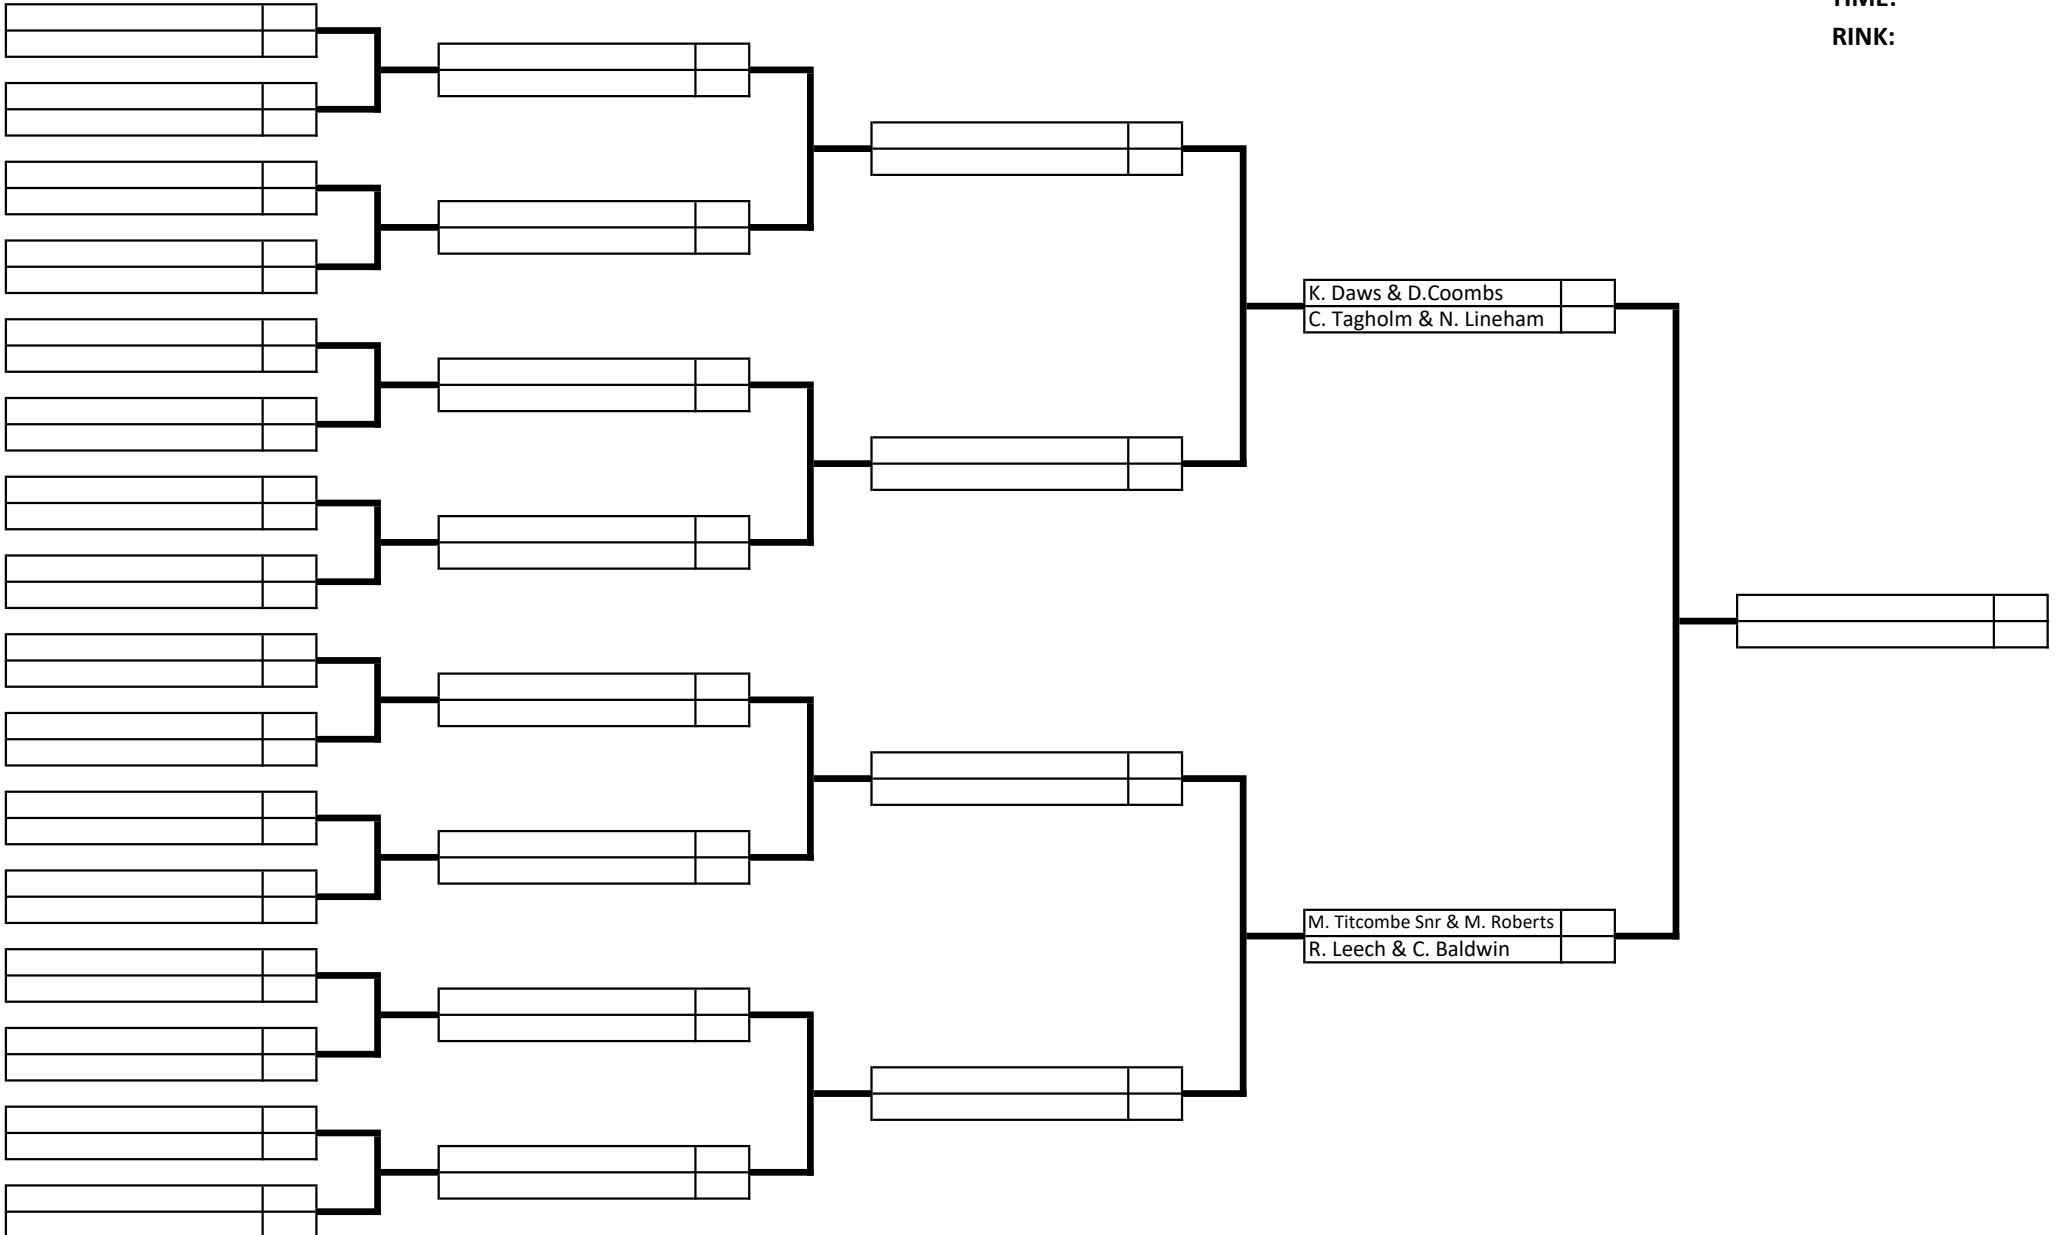 TIME:
RINK:
K. Daws & D.Coombs
C. Tagholm & N. Lineham
M. Titcombe Snr & M. Roberts
R. Leech & C. Baldwin